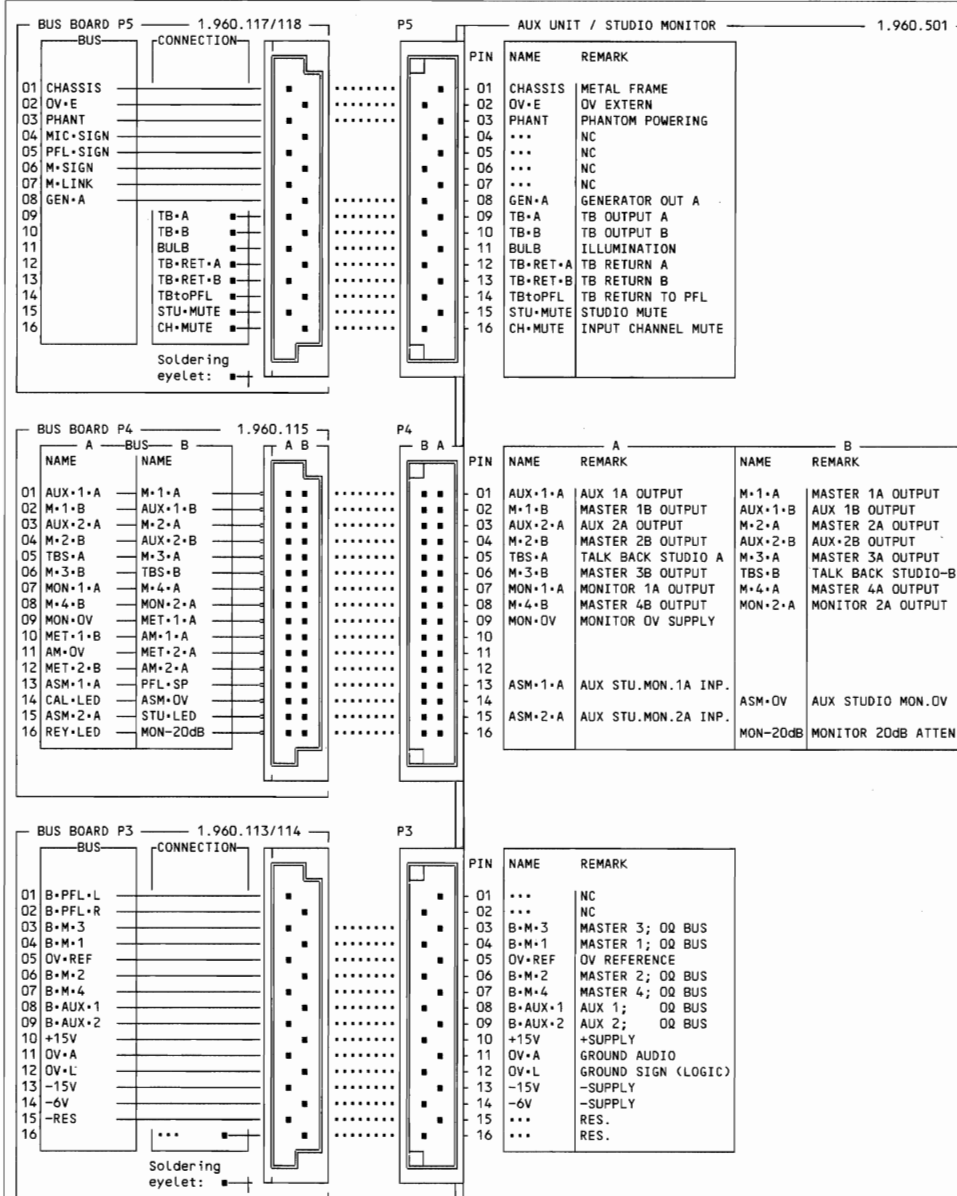 BUS BOARD P5 1.960.117/118 P5 AUX UNIT / STUDIO MONITOR 1.960.501
BUS CONNECTION
PIN NAME REMARK
01 CHASSIS 01 CHASSIS METAL FRAME
02 0V·E 02 0V·E 0V EXTERN
03 PHANT 03 PHANT PHANTOM POWERING
04 MIC·SIGN 04 ··· NC
05 PFL·SIGN 05 ··· NC
06 M·SIGN 06 ··· NC
07 M·LINK 07 ··· NC
08 GEN·A 08 GEN·A GENERATOR OUT A
09 TB·A 09 TB·A TB OUTPUT A
10 TB·B 10 TB·B TB OUTPUT B
11 BULB 11 BULB ILLUMINATION
12 TB·RET·A 12 TB·RET·A TB RETURN A
13 TB·RET·B 13 TB·RET·B TB RETURN B
14 TBtoPFL 14 TBtoPFL TB RETURN TO PFL
15 STU·MUTE 15 STU·MUTE STUDIO MUTE
16 CH·MUTE 16 CH·MUTE INPUT CHANNEL MUTE
Soldering
eyelet:
BUS BOARD P4 1.960.115 P4
A BUS B A B B A A B
NAME NAME PIN NAME REMARK NAME REMARK
01 AUX·1·A M·1·A 01 AUX·1·A AUX 1A OUTPUT M·1·A MASTER 1A OUTPUT
02 M·1·B AUX·1·B 02 M·1·B MASTER 1B OUTPUT AUX·1·B AUX 1B OUTPUT
03 AUX·2·A M·2·A 03 AUX·2·A AUX 2A OUTPUT M·2·A MASTER 2A OUTPUT
04 M·2·B AUX·2·B 04 M·2·B MASTER 2B OUTPUT AUX·2·B AUX·2B OUTPUT
05 TBS·A M·3·A 05 TBS·A TALK BACK STUDIO A M·3·A MASTER 3A OUTPUT
06 M·3·B TBS·B 06 M·3·B MASTER 3B OUTPUT TBS·B TALK BACK STUDIO-B
07 MON·1·A M·4·A 07 MON·1·A MONITOR 1A OUTPUT M·4·A MASTER 4A OUTPUT
08 M·4·B MON·2·A 08 M·4·B MASTER 4B OUTPUT MON·2·A MONITOR 2A OUTPUT
09 MON·0V MET·1·A 09 MON·0V MONITOR 0V SUPPLY
10 MET·1·B AM·1·A 10
11 AM·0V MET·2·A 11
12 MET·2·B AM·2·A 12
13 ASM·1·A PFL·SP 13 ASM·1·A AUX STU.MON.1A INP.
14 CAL·LED ASM·0V 14 ASM·0V AUX STUDIO MON.0V
15 ASM·2·A STU·LED 15 ASM·2·A AUX STU.MON.2A INP.
16 REY·LED MON-20dB 16 MON-20dB MONITOR 20dB ATTEN
BUS BOARD P3 1.960.113/114 P3
BUS CONNECTION
PIN NAME REMARK
01 B·PFL·L 01 ··· NC
02 B·PFL·R 02 ··· NC
03 B·M·3 03 B·M·3 MASTER 3; 0Ω BUS
04 B·M·1 04 B·M·1 MASTER 1; 0Ω BUS
05 0V·REF 05 0V·REF 0V REFERENCE
06 B·M·2 06 B·M·2 MASTER 2; 0Ω BUS
07 B·M·4 07 B·M·4 MASTER 4; 0Ω BUS
08 B·AUX·1 08 B·AUX·1 AUX 1; 0Ω BUS
09 B·AUX·2 09 B·AUX·2 AUX 2; 0Ω BUS
10 +15V 10 +15V +SUPPLY
11 0V·A 11 0V·A GROUND AUDIO
12 0V·L 12 0V·L GROUND SIGN (LOGIC)
13 -15V 13 -15V -SUPPLY
14 -6V 14 -6V -SUPPLY
15 -RES 15 ··· RES.
16 ··· 16 ··· RES.
Soldering
eyelet: